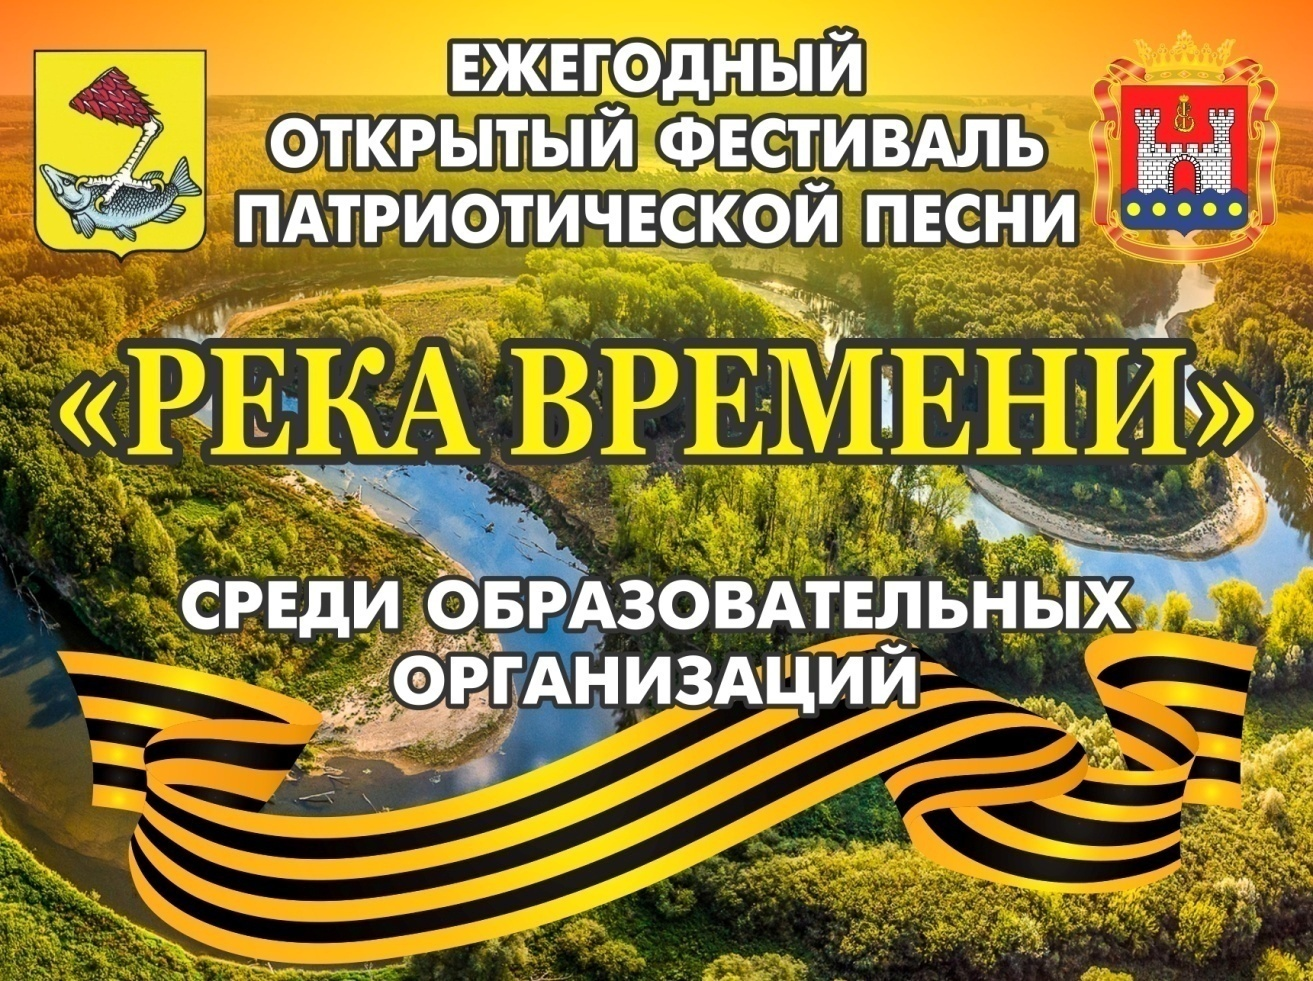 ЕЖЕГОДНЫЙ
ОТКРЫТЫЙ ФЕСТИВАЛЬ
ПАТРИОТИЧЕСКОЙ ПЕСНИ
«РЕКА ВРЕМЕНИ»
СРЕДИ ОБРАЗОВАТЕЛЬНЫХ
ОРГАНИЗАЦИЙ